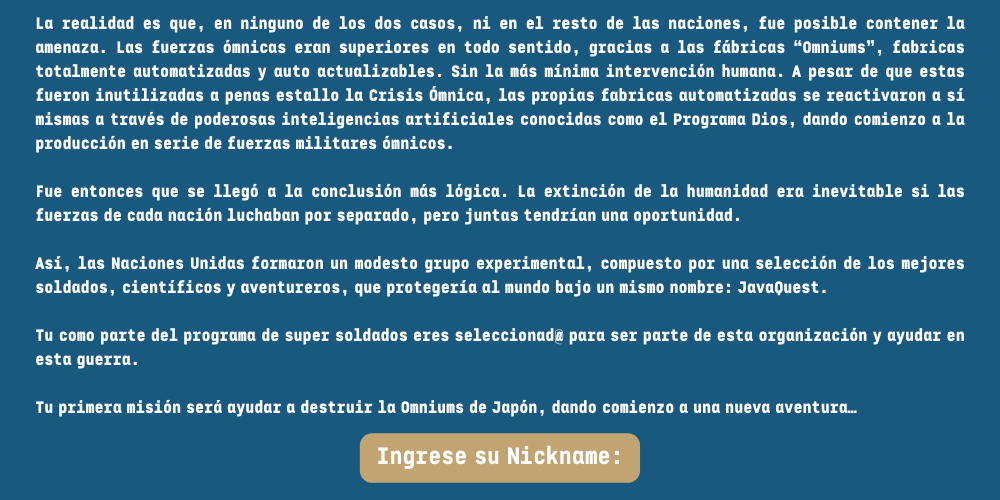 La realidad es que, en ninguno de los dos casos, ni en el resto de las naciones, fue posible contener la
amenaza. Las fuerzas ómnicas eran superiores en todo sentido, gracias a las fábricas “Omniums”, fabricas
totalmente automatizadas y auto actualizables. Sin la más mínima intervención humana. A pesar de que estas
fueron inutilizadas a penas estallo la Crisis Ómnica, las propias fabricas automatizadas se reactivaron a sí
mismas a través de poderosas inteligencias artificiales conocidas como el Programa Dios, dando comienzo a la
producción en serie de fuerzas militares ómnicos.
Fue entonces que se llegó a la conclusión más lógica. La extinción de la humanidad era inevitable si las
fuerzas de cada nación luchaban por separado, pero juntas tendrían una oportunidad.
Así, las Naciones Unidas formaron un modesto grupo experimental, compuesto por una selección de los mejores
soldados, científicos y aventureros, que protegería al mundo bajo un mismo nombre: JavaQuest.
Tu como parte del programa de super soldados eres seleccionad@ para ser parte de esta organización y ayudar en
esta guerra.
Tu primera misión será ayudar a destruir la Omniums de Japón, dando comienzo a una nueva aventura…
Ingrese su Nickname: